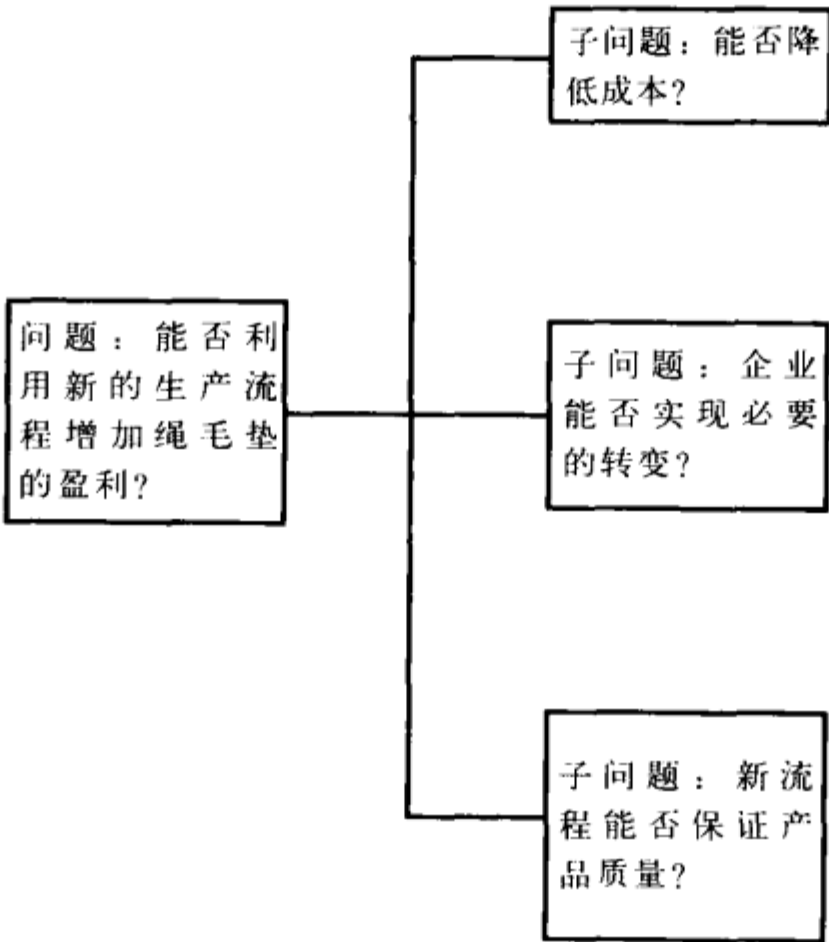 子问题：能否降
低成本？
问题：能否利
用新的生产流
程增加绳毛垫
的盈利？
子问题：企业
能否实现必要
的转变？
子问题：新流
程能否保证产
品质量？